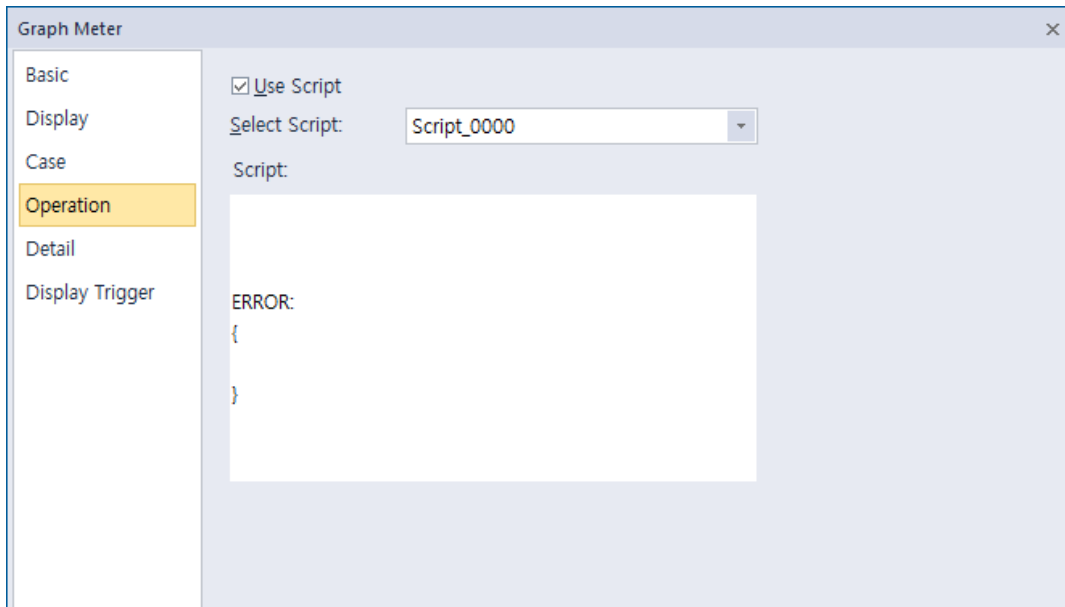 Graph Meter
Basic
Display
Case
Operation
Detail
Display Trigger
Use Script
Select Script: Script_0000
Script:
ERROR:
{
}